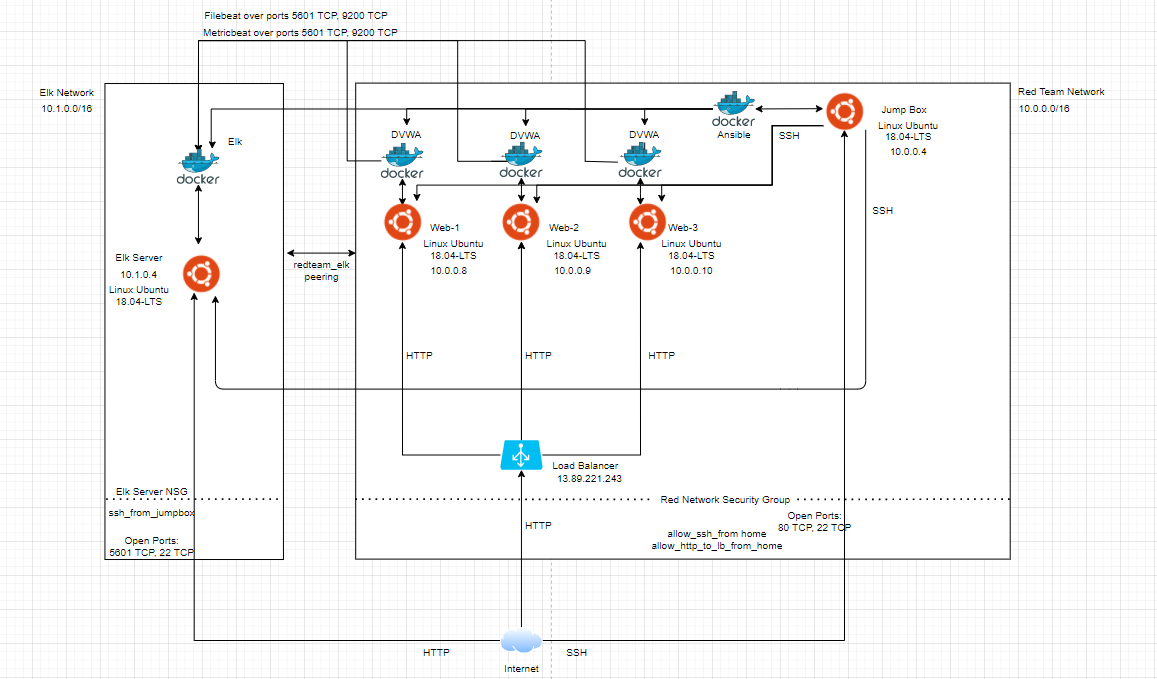 Filebeat over ports 5601 TCP, 9200 TCP
Metricbeat over ports 5601 TCP, 9200 TCP
Elk Network
10.1.0.0/16
Red Team Network
10.0.0.0/16
docker
Ansible
Jump Box
Linux Ubuntu
18.04-LTS
10.0.0.4
SSH
SSH
Elk
docker
DVWA
docker
DVWA
docker
DVWA
docker
Web-1
Linux Ubuntu
18.04-LTS
10.0.0.8
Web-2
Linux Ubuntu
18.04-LTS
10.0.0.9
Web-3
Linux Ubuntu
18.04-LTS
10.0.0.10
Elk Server
10.1.0.4
Linux Ubuntu
18.04-LTS
redteam_elk
peering
HTTP
HTTP
HTTP
Load Balancer
13.89.221.243
Elk Server NSG
ssh_from_jumpbox
Open Ports:
5601 TCP, 22 TCP
Red Network Security Group
Open Ports:
80 TCP, 22 TCP
allow_ssh_from home
allow_http_to_lb_from_home
HTTP
HTTP
SSH
Internet